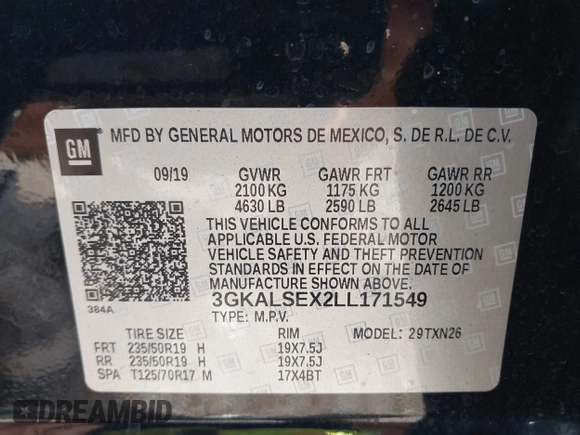 GM MFD BY GENERAL MOTORS DE MEXICO, S. DE R.L. DE C.V.
09/19 GVWR GAWR FRT GAWR RR
2100 KG 1175 KG 1200 KG
4630 LB 2590 LB 2645 LB
THIS VEHICLE CONFORMS TO ALL
APPLICABLE U.S. FEDERAL MOTOR
VEHICLE SAFETY AND THEFT PREVENTION
STANDARDS IN EFFECT ON THE DATE OF
MANUFACTURE SHOWN ABOVE.
3GKALSEX2LL171549
384A
TYPE: M.P.V.
TIRE SIZE RIM MODEL: 29TXN26
FRT 235/50R19 H 19X7.5J
RR 235/50R19 H 19X7.5J
SPA T125/70R17 M 17X4BT
DREAMBID